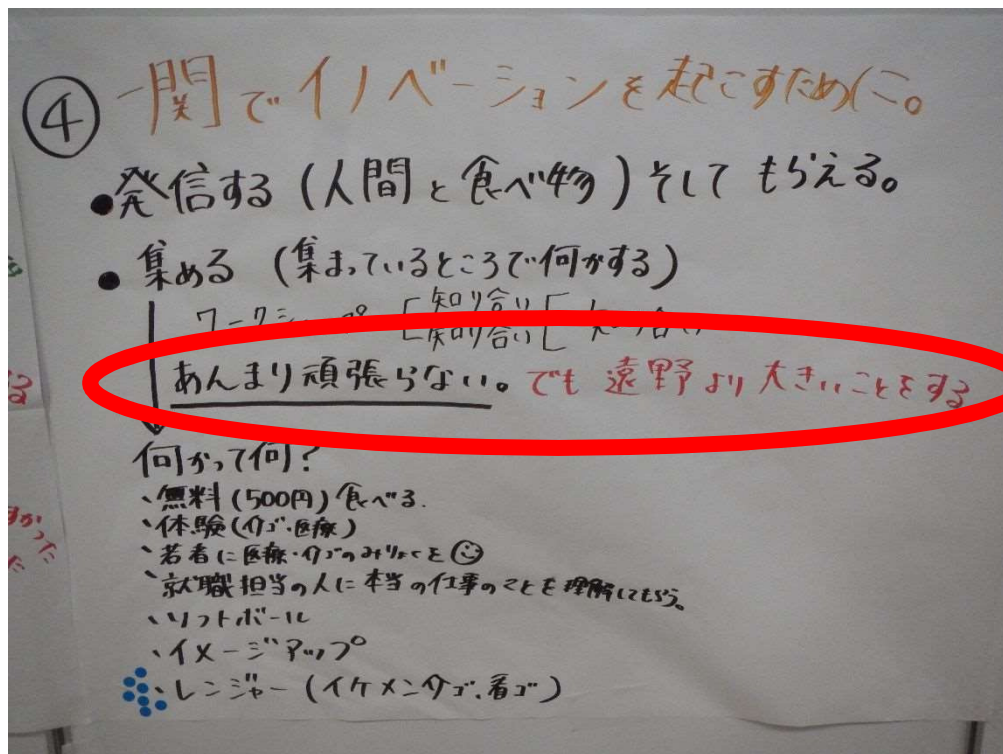 ④ 一関でイノベーションを起こすために。
●発信する（人間と食べ物）そしてもらえる。
●集める（集まっているところで何かする）
ワークショップ [知り合い [知り合い
[知り合い
あんまり頑張らない。でも遠野より大きいことをする
何かって何？
、無料(500円)食べる.
、体験(介ゴ・医療)
、若者に医療・介ゴのみりょくを
、就職担当の人に本当の仕事のことを理解してもらう。
、ソフトボール
、イメージアップ
、レンジャー（イケメン介ゴ、看ゴ）